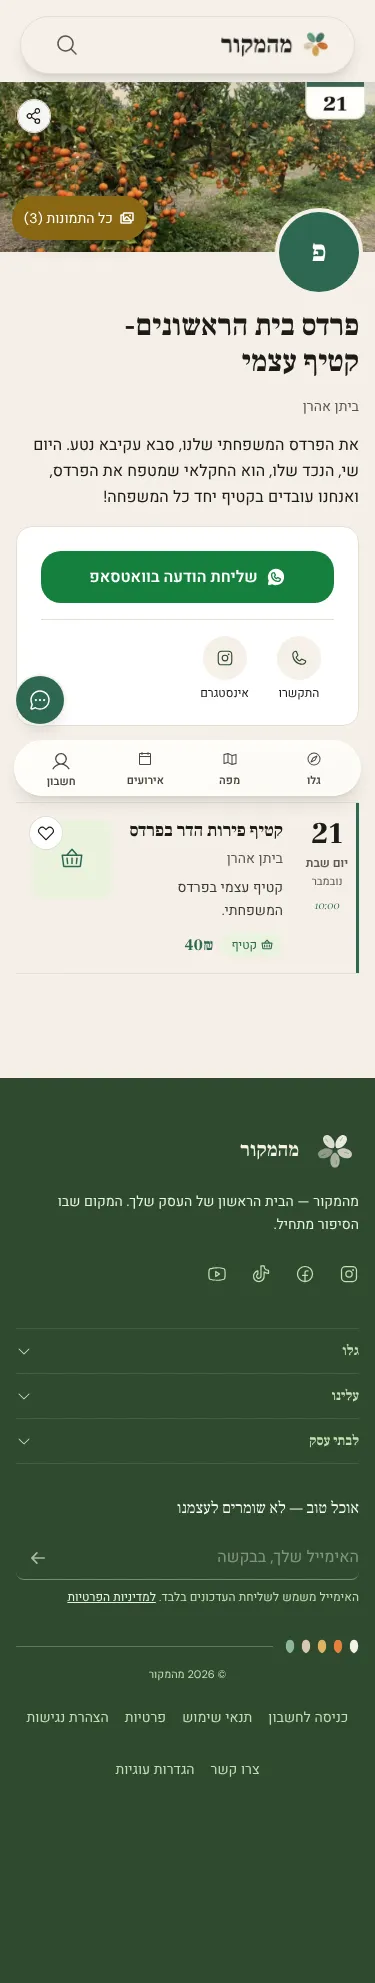 מהמקור
21
כל התמונות (3)
פ
פרדס בית הראשונים-
קטיף עצמי
ביתן אהרן
את הפרדס המשפחתי שלנו, סבא עקיבא נטע. היום
שי, הנכד שלו, הוא החקלאי שמטפח את הפרדס,
ואנחנו עובדים בקטיף יחד כל המשפחה!
שליחת הודעה בוואטסאפ
התקשרו
אינסטגרם
גלו
מפה
אירועים
חשבון
21
יום שבת
נובמבר
10:00
קטיף פירות הדר בפרדס
ביתן אהרן
קטיף עצמי בפרדס
המשפחתי.
קטיף
₪40
מהמקור
מהמקור — הבית הראשון של העסק שלך. המקום שבו
הסיפור מתחיל.
גלו
עלינו
לבתי עסק
אוכל טוב — לא שומרים לעצמנו
האימייל שלך, בבקשה
האימייל משמש לשליחת העדכונים בלבד. למדיניות הפרטיות
© 2026 מהמקור
כניסה לחשבון
תנאי שימוש
פרטיות
הצהרת נגישות
צרו קשר
הגדרות עוגיות